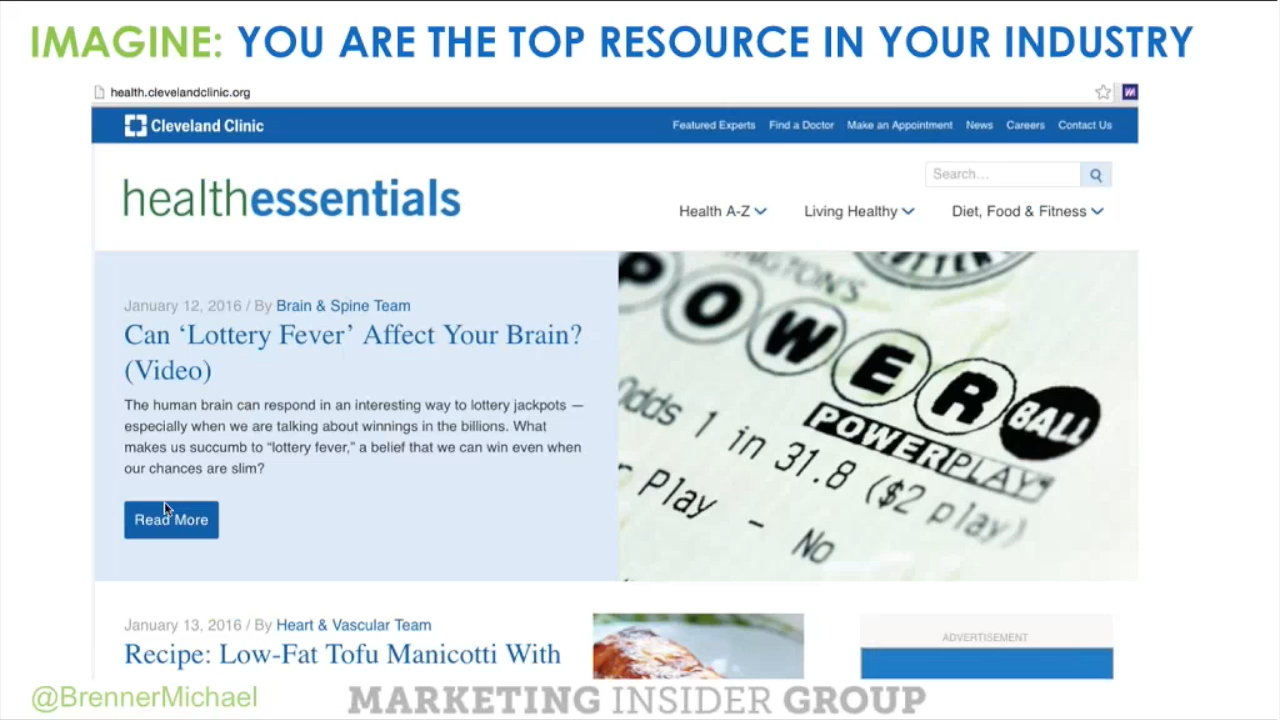 IMAGINE: YOU ARE THE TOP RESOURCE IN YOUR INDUSTRY
health.clevelandclinic.org
Cleveland Clinic
Featured Experts Find a Doctor Make an Appointment News Careers Contact Us
healthessentials
Search...
Health A-Z Living Healthy Diet, Food & Fitness
January 12, 2016 / By Brain & Spine Team
Can ‘Lottery Fever’ Affect Your Brain?
(Video)
The human brain can respond in an interesting way to lottery jackpots —
especially when we are talking about winnings in the billions. What
makes us succumb to “lottery fever,” a belief that we can win even when
our chances are slim?
Read More
POWER BALL
POWERPLAY
Odds 1 in 31.8 ($2 play)
Play - No
January 13, 2016 / By Heart & Vascular Team
Recipe: Low-Fat Tofu Manicotti With
ADVERTISEMENT
@BrennerMichael
MARKETING INSIDER GROUP